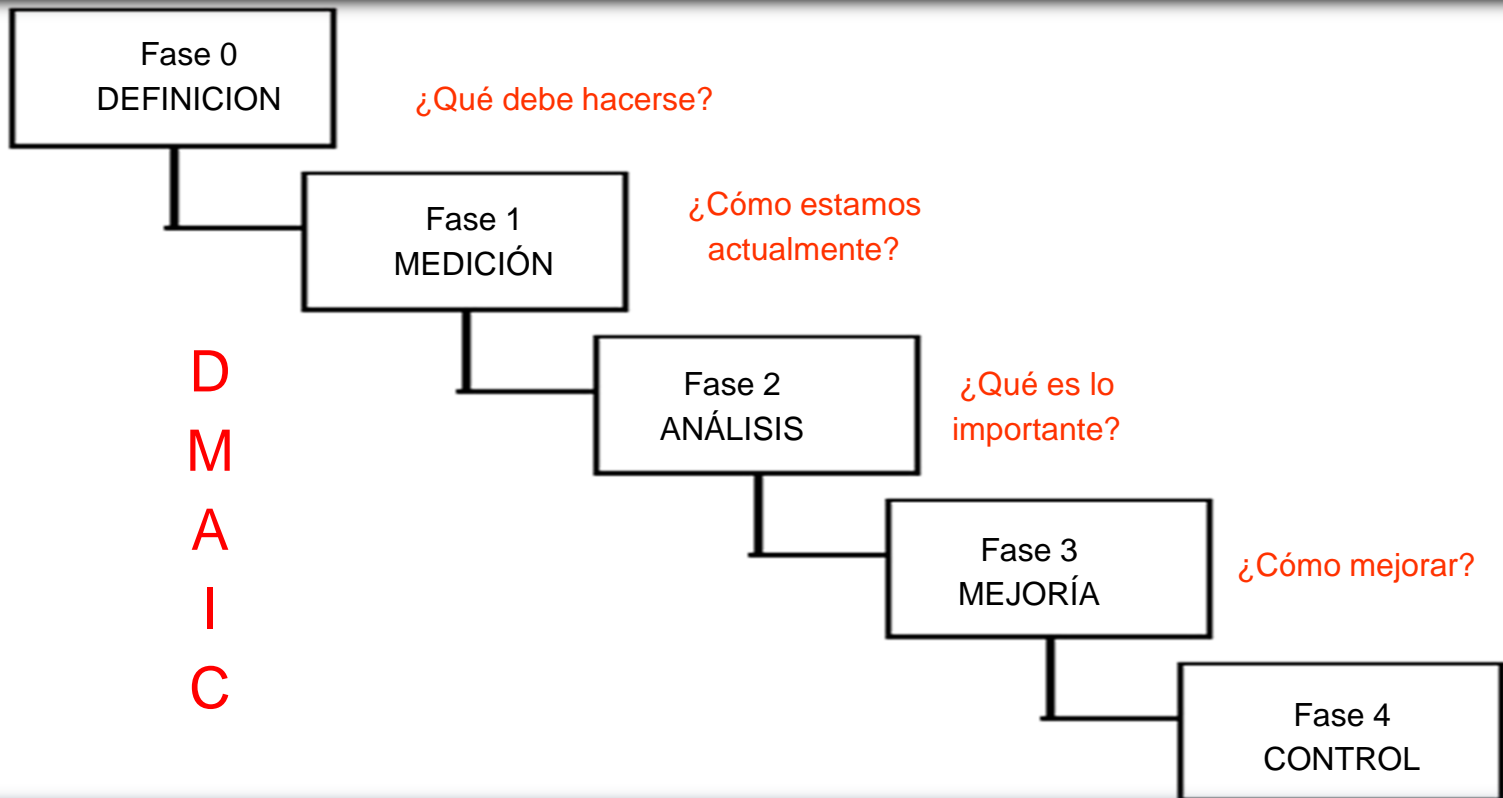 Fase 0
DEFINICION
¿Qué debe hacerse?
Fase 1
MEDICIÓN
¿Cómo estamos
actualmente?
D
M
A
I
C
Fase 2
ANÁLISIS
¿Qué es lo
importante?
Fase 3
MEJORÍA
¿Cómo mejorar?
Fase 4
CONTROL